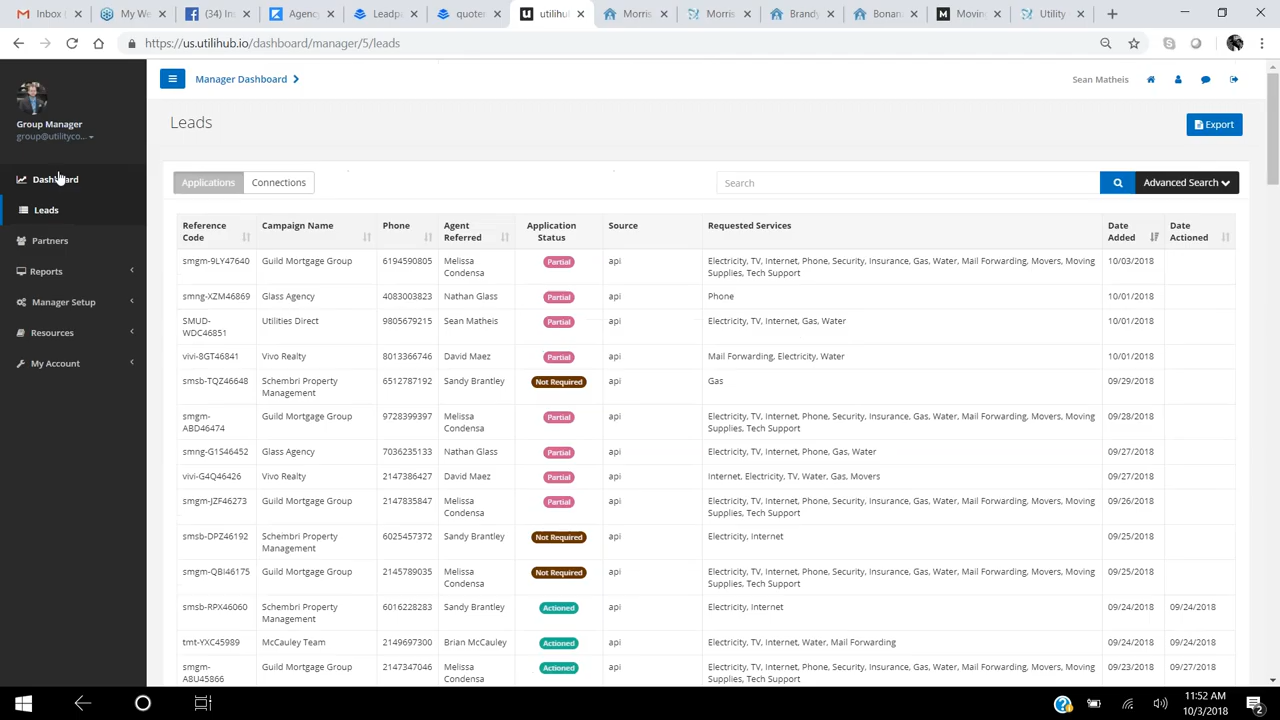 Inbox
My We
(34) In
Agency
Leadp
quoter
utilihub
Morris
Morris
Brandy
Bonan
Moving
Utility
https://us.utilihub.io/dashboard/manager/5/leads
Group Manager
group@utilityco...
Dashboard
Leads
Partners
Reports
Manager Setup
Resources
My Account
Manager Dashboard
Sean Matheis
Leads
Export
Applications Connections
Search
Advanced Search
Reference Code Campaign Name Phone Agent Referred Application Status Source Requested Services Date Added Date Actioned
smgm-9LY47640 Guild Mortgage Group 6194590805 Melissa Condensa Partial api Electricity, TV, Internet, Phone, Security, Insurance, Gas, Water, Mail Forwarding, Movers, Moving Supplies, Tech Support 10/03/2018
smng-XZM46869 Glass Agency 4083003823 Nathan Glass Partial api Phone 10/01/2018
SMUD-WDC46851 Utilities Direct 9805679215 Sean Matheis Partial api Electricity, TV, Internet, Gas, Water 10/01/2018
vivi-8GT46841 Vivo Realty 8013366746 David Maez Partial api Mail Forwarding, Electricity, Water 10/01/2018
smsb-TQZ46648 Schembri Property Management 6512787192 Sandy Brantley Not Required api Gas 09/29/2018
smgm-ABD46474 Guild Mortgage Group 9728399397 Melissa Condensa Partial api Electricity, TV, Internet, Phone, Security, Insurance, Gas, Water, Mail Forwarding, Movers, Moving Supplies, Tech Support 09/28/2018
smng-G1S46452 Glass Agency 7036235133 Nathan Glass Partial api Electricity, TV, Internet, Phone, Gas, Water 09/27/2018
vivi-G4Q46426 Vivo Realty 2147386427 David Maez Partial api Internet, Electricity, TV, Water, Gas, Movers 09/27/2018
smgm-JZF46273 Guild Mortgage Group 2147835847 Melissa Condensa Partial api Electricity, TV, Internet, Phone, Security, Insurance, Gas, Water, Mail Forwarding, Movers, Moving Supplies, Tech Support 09/26/2018
smsb-DPZ46192 Schembri Property Management 6025457372 Sandy Brantley Not Required api Electricity, Internet 09/25/2018
smgm-QBI46175 Guild Mortgage Group 2145789035 Melissa Condensa Not Required api Electricity, TV, Internet, Phone, Security, Insurance, Gas, Water, Mail Forwarding, Movers, Moving Supplies, Tech Support 09/25/2018
smsb-RPX46060 Schembri Property Management 6016228283 Sandy Brantley Actioned api Electricity, Internet 09/24/2018 09/24/2018
tmt-YXC45989 McCauley Team 2149697300 Brian McCauley Actioned api Electricity, TV, Internet, Water, Mail Forwarding 09/24/2018 09/24/2018
smgm-A8U45866 Guild Mortgage Group 2147347046 Melissa Condensa Actioned api Electricity, TV, Internet, Phone, Security, Insurance, Gas, Water, Mail Forwarding, Movers, Moving Supplies, Tech Support 09/23/2018 09/27/2018
11:52 AM
10/3/2018
2